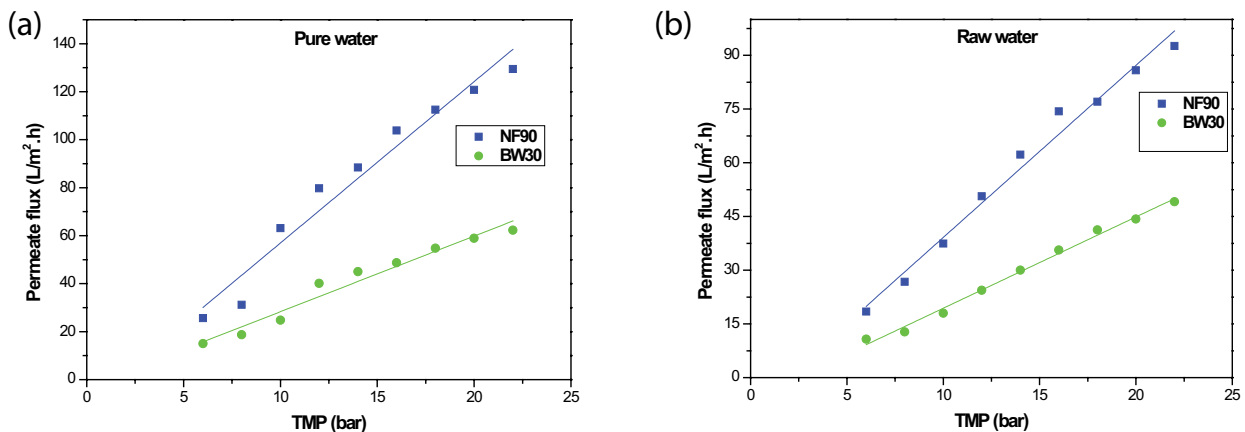 (a)
Pure water
NF90
BW30
Permeate flux (L/m².h)
140
120
100
80
60
40
20
0
0 5 10 15 20 25
TMP (bar)
(b)
Raw water
NF90
BW30
Permeate flux (L/m².h)
90
75
60
45
30
15
0
0 5 10 15 20 25
TMP (bar)